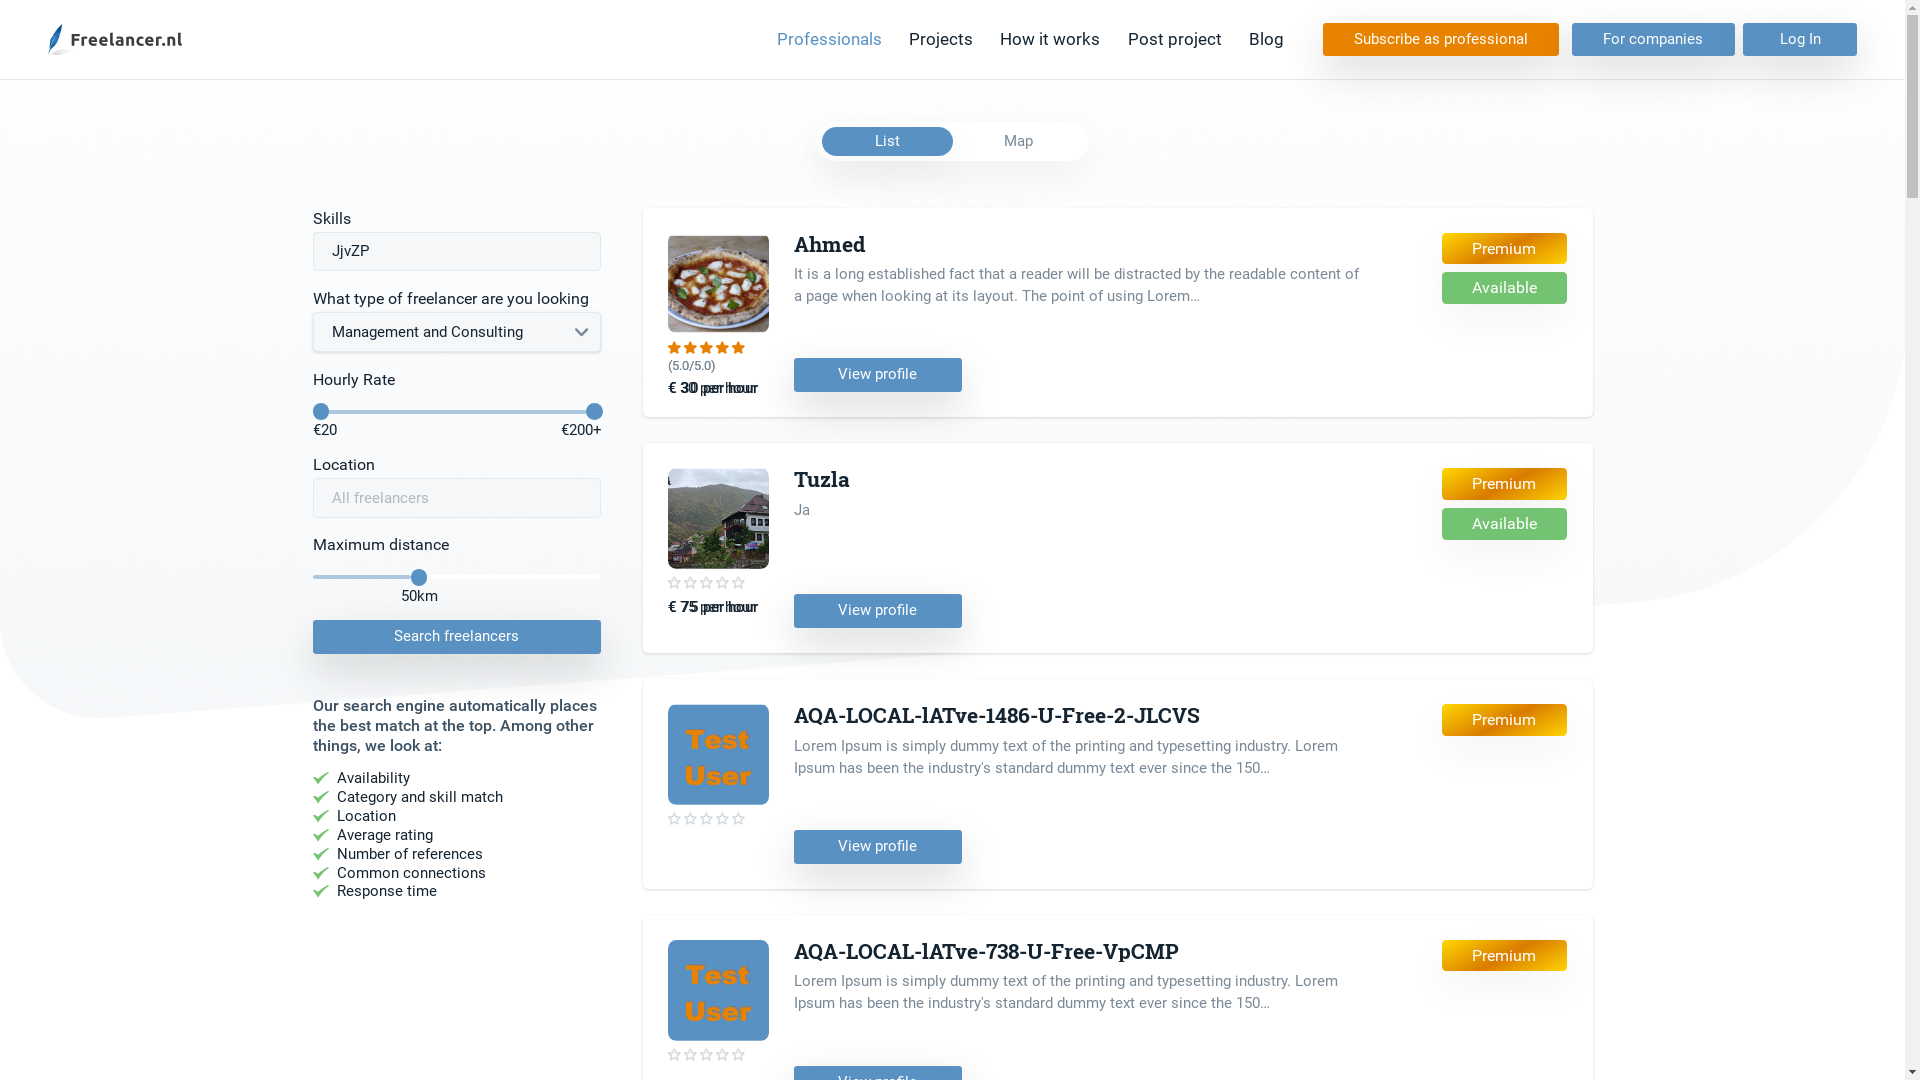 Freelancer.nl
Professionals
Projects
How it works
Post project
Blog
Subscribe as professional
For companies
Log In
List
Map
Skills
JjvZP
What type of freelancer are you looking
Management and Consulting
Hourly Rate
€20
€200+
Location
All freelancers
Maximum distance
50km
Search freelancers
Our search engine automatically places
the best match at the top. Among other
things, we look at:
Availability
Category and skill match
Location
Average rating
Number of references
Common connections
Response time
Ahmed
It is a long established fact that a reader will be distracted by the readable content of
a page when looking at its layout. The point of using Lorem...
Premium
Available
(5.0/5.0)
€ 30 per hour
View profile
Tuzla
Ja
Premium
Available
€ 75 per hour
View profile
AQA-LOCAL-lATve-1486-U-Free-2-JLCVS
Lorem Ipsum is simply dummy text of the printing and typesetting industry. Lorem
Ipsum has been the industry's standard dummy text ever since the 150...
Premium
Test
User
View profile
AQA-LOCAL-lATve-738-U-Free-VpCMP
Lorem Ipsum is simply dummy text of the printing and typesetting industry. Lorem
Ipsum has been the industry's standard dummy text ever since the 150...
Premium
Test
User
View profile